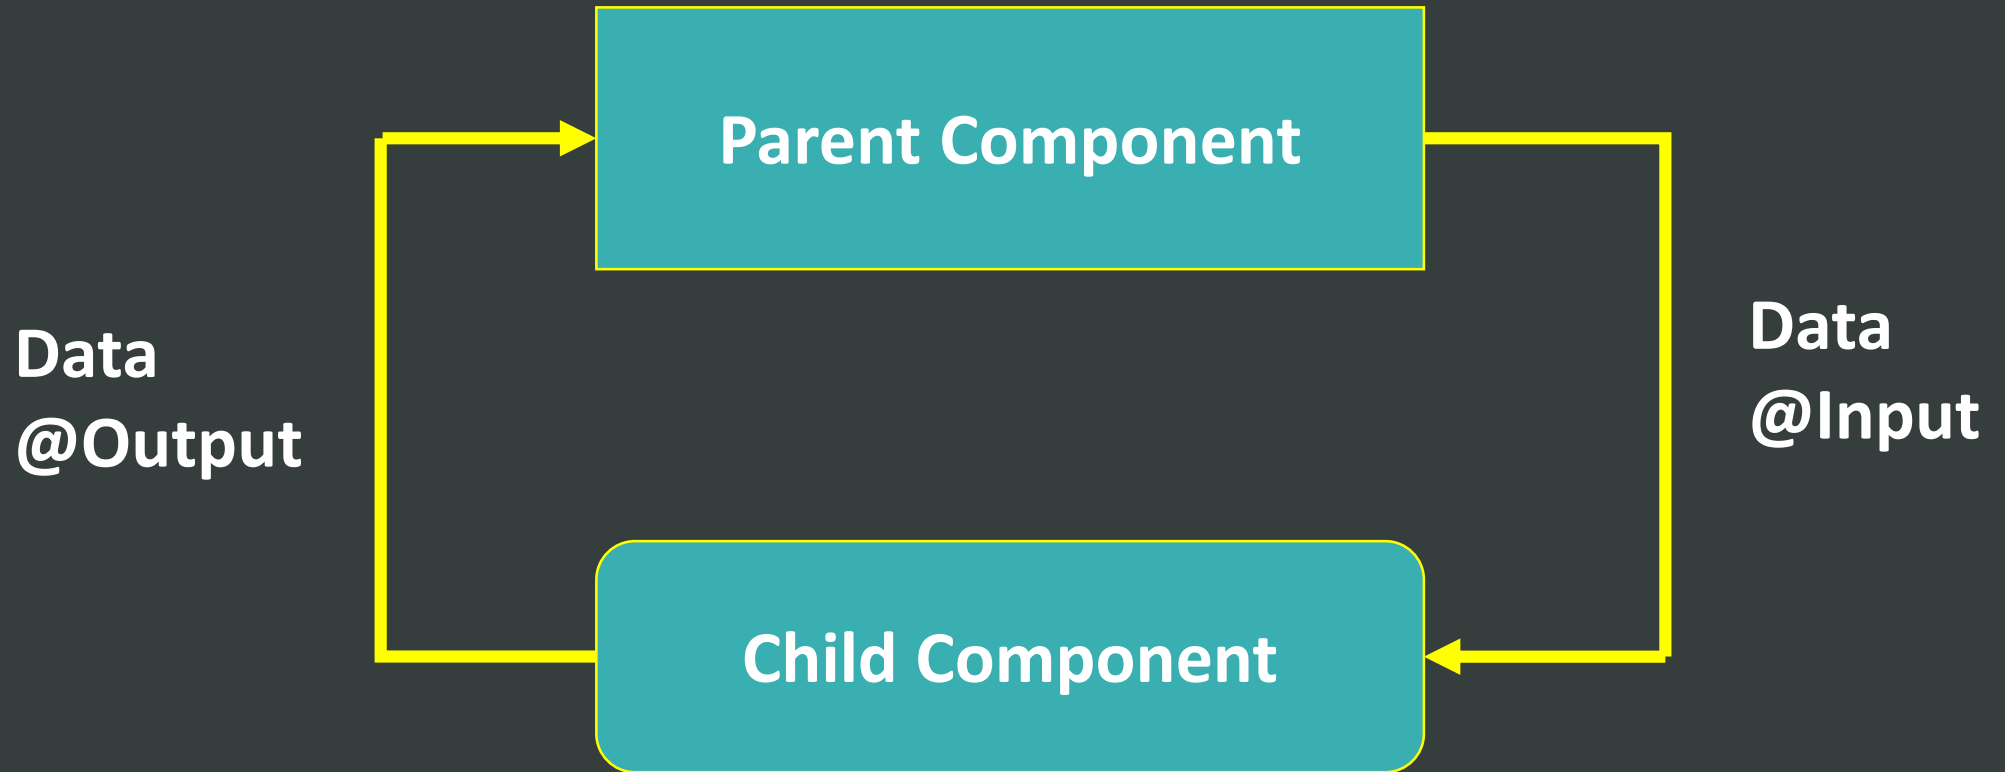 Parent Component
Data
@Output
Data
@Input
Child Component